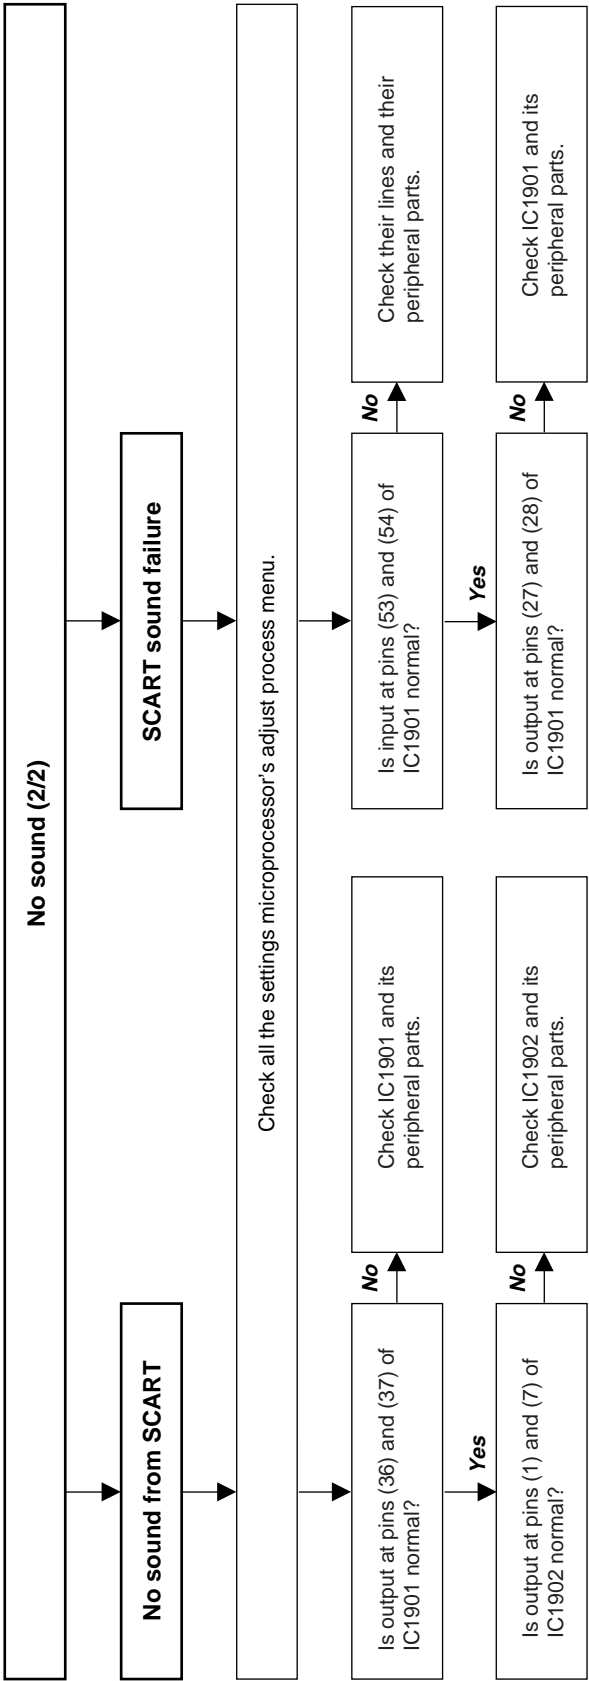 No sound (2/2)
No sound from SCART
SCART sound failure
Check all the settings microprocessor's adjust process menu.
Is output at pins (36) and (37) of
IC1901 normal?
No
Check IC1901 and its
peripheral parts.
Is input at pins (53) and (54) of
IC1901 normal?
No
Check their lines and their
peripheral parts.
Yes
Yes
Is output at pins (1) and (7) of
IC1902 normal?
No
Check IC1902 and its
peripheral parts.
Is output at pins (27) and (28) of
IC1901 normal?
No
Check IC1901 and its
peripheral parts.